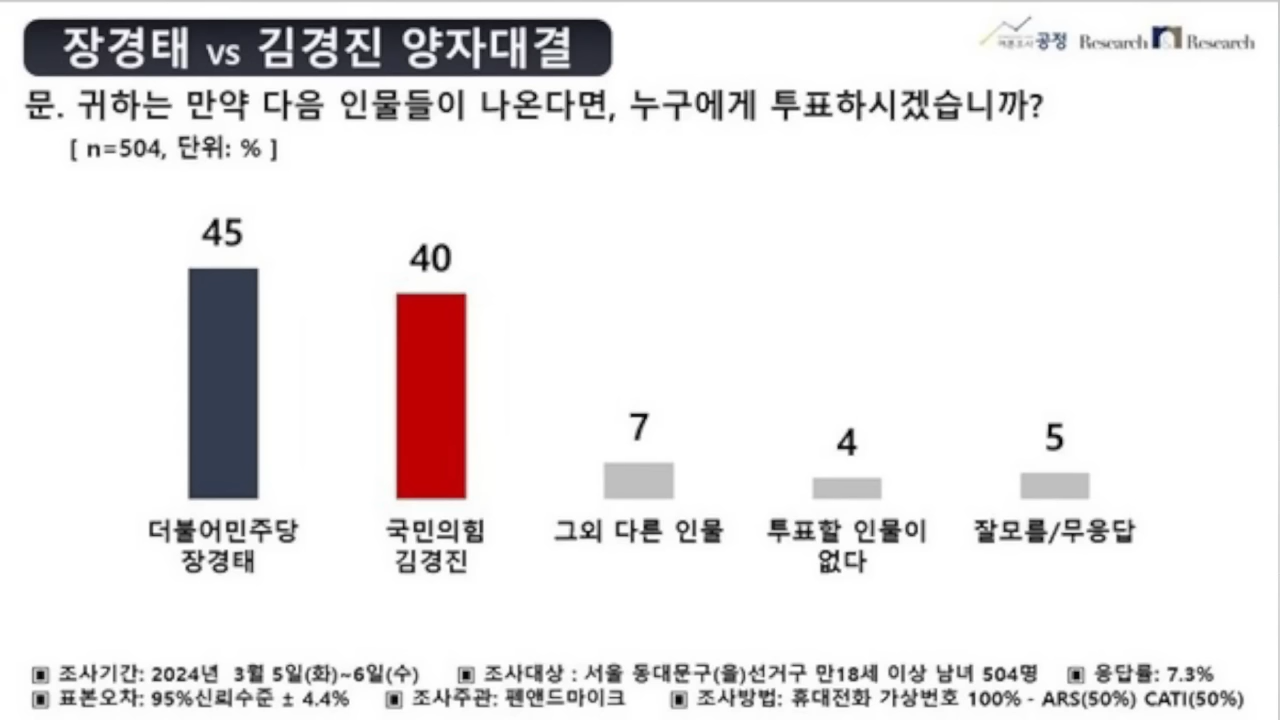 장경태 vs 김경진 양자대결
여론조사 공정 Research & Research
문. 귀하는 만약 다음 인물들이 나온다면, 누구에게 투표하시겠습니까?
[ n=504, 단위: % ]
45
40
7
4
5
더불어민주당
장경태
국민의힘
김경진
그외 다른 인물
투표할 인물이
없다
잘모름/무응답
▣ 조사기간: 2024년 3월 5일(화)~6일(수) ▣ 조사대상 : 서울 동대문구(을)선거구 만18세 이상 남녀 504명 ▣ 응답률: 7.3%
▣ 표본오차: 95%신뢰수준 ± 4.4% ▣ 조사주관: 펜앤드마이크 ▣ 조사방법: 휴대전화 가상번호 100% - ARS(50%) CATI(50%)